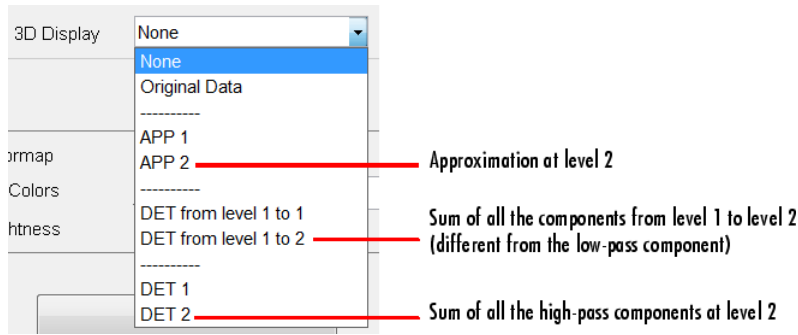 3D Display None
None
Original Data
----------
APP 1
ormap
APP 2 Approximation at level 2
Colors
----------
DET from level 1 to 1
htness
DET from level 1 to 2 Sum of all the components from level 1 to level 2
(different from the low-pass component)
----------
DET 1
DET 2 Sum of all the high-pass components at level 2